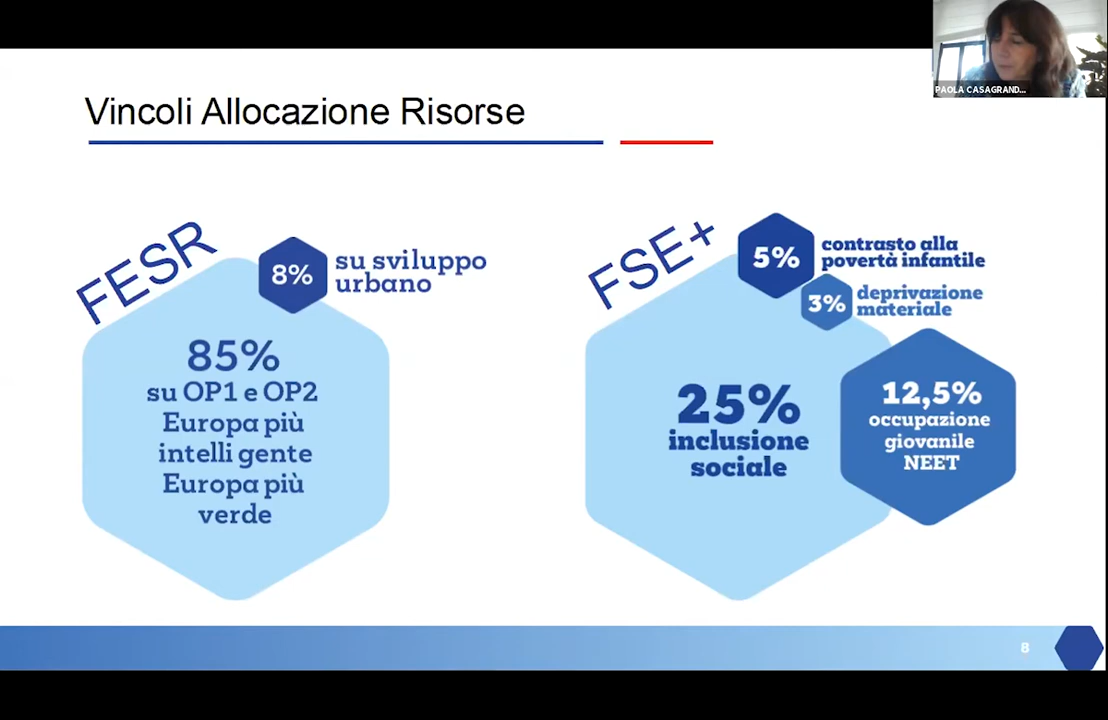 PAOLA CASAGRAND...
Vincoli Allocazione Risorse
FESR
8%
su sviluppo
urbano
85%
su OP1 e OP2
Europa più
intelli gente
Europa più
verde
FSE+
5%
contrasto alla
povertà infantile
3%
deprivazione
materiale
25%
inclusione
sociale
12,5%
occupazione
giovanile
NEET
8